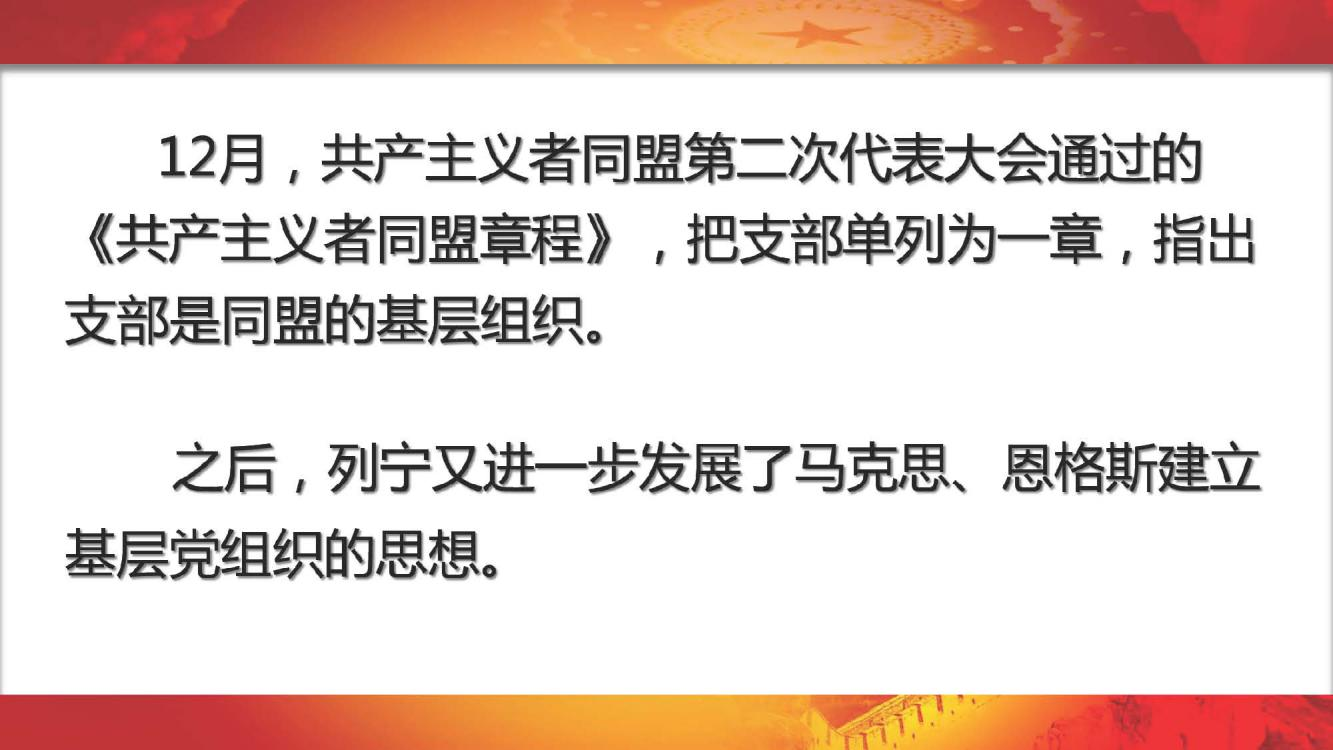 12月，共产主义者同盟第二次代表大会通过的
《共产主义者同盟章程》，把支部单列为一章，指出
支部是同盟的基层组织。
之后，列宁又进一步发展了马克思、恩格斯建立
基层党组织的思想。